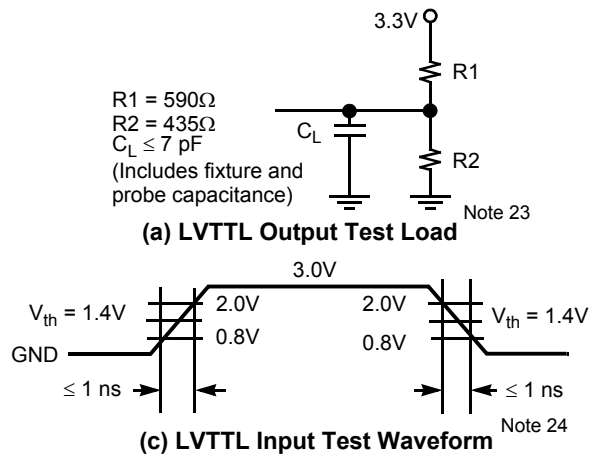 3.3V
R1
R1 = 590Ω
R2 = 435Ω
C_L ≤ 7 pF
(Includes fixture and
probe capacitance)
C_L
R2
Note 23
(a) LVTTL Output Test Load
3.0V
V_th = 1.4V
2.0V
2.0V
V_th = 1.4V
0.8V
0.8V
GND
≤ 1 ns
≤ 1 ns
Note 24
(c) LVTTL Input Test Waveform